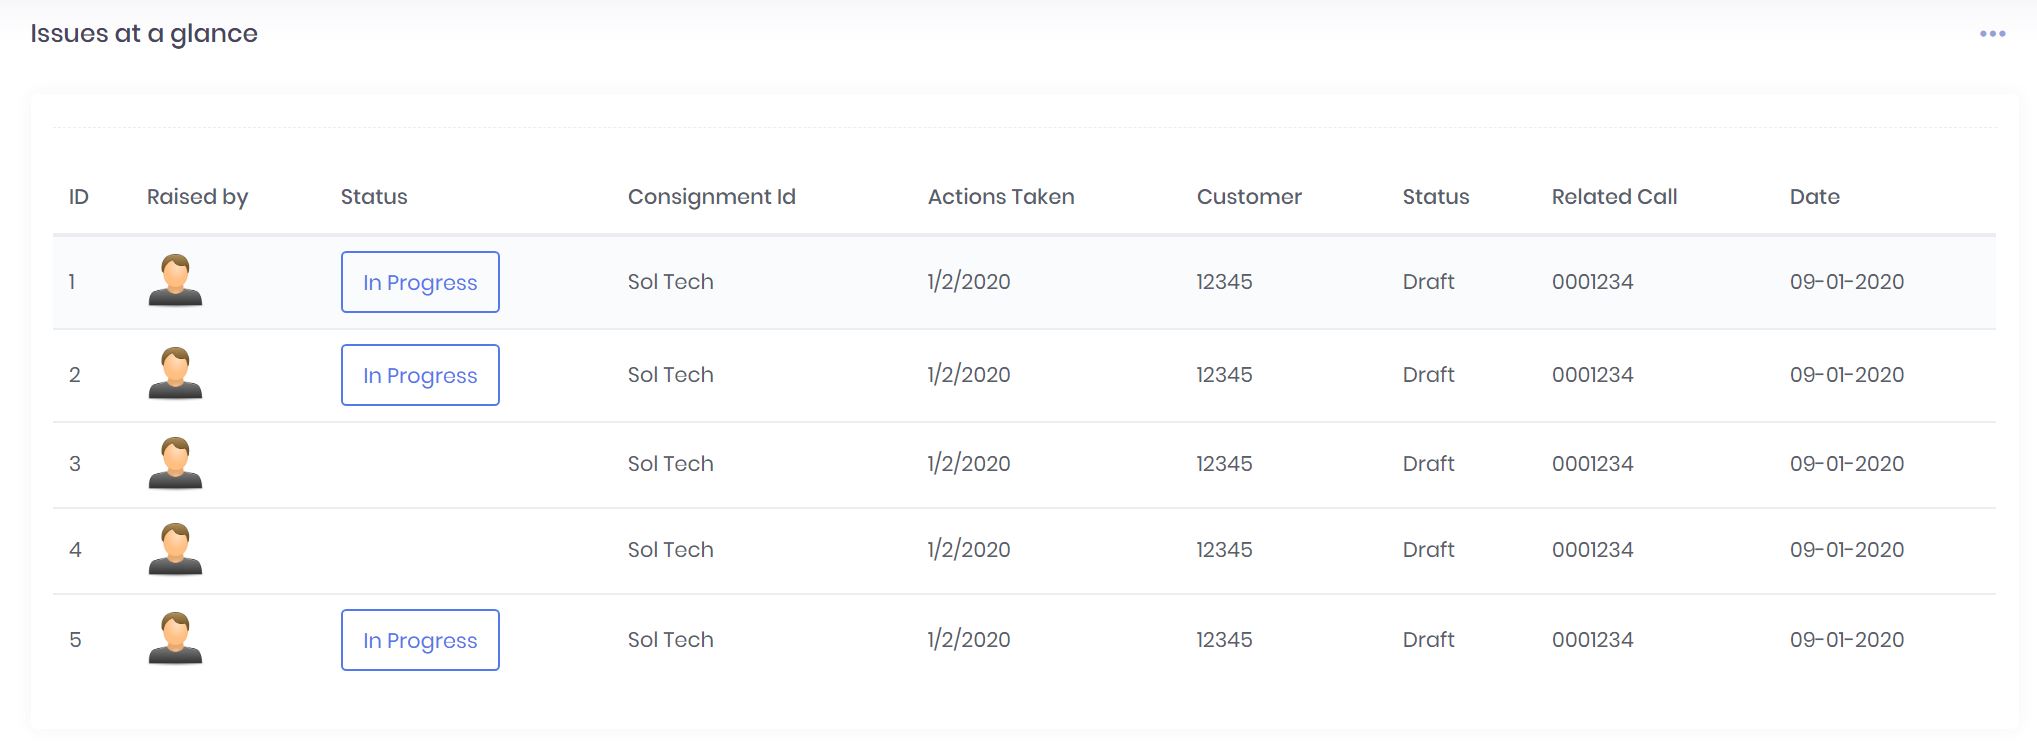 Issues at a glance
ID Raised by Status Consignment Id Actions Taken Customer Status Related Call Date
1 In Progress Sol Tech 1/2/2020 12345 Draft 0001234 09-01-2020
2 In Progress Sol Tech 1/2/2020 12345 Draft 0001234 09-01-2020
3 Sol Tech 1/2/2020 12345 Draft 0001234 09-01-2020
4 Sol Tech 1/2/2020 12345 Draft 0001234 09-01-2020
5 In Progress Sol Tech 1/2/2020 12345 Draft 0001234 09-01-2020